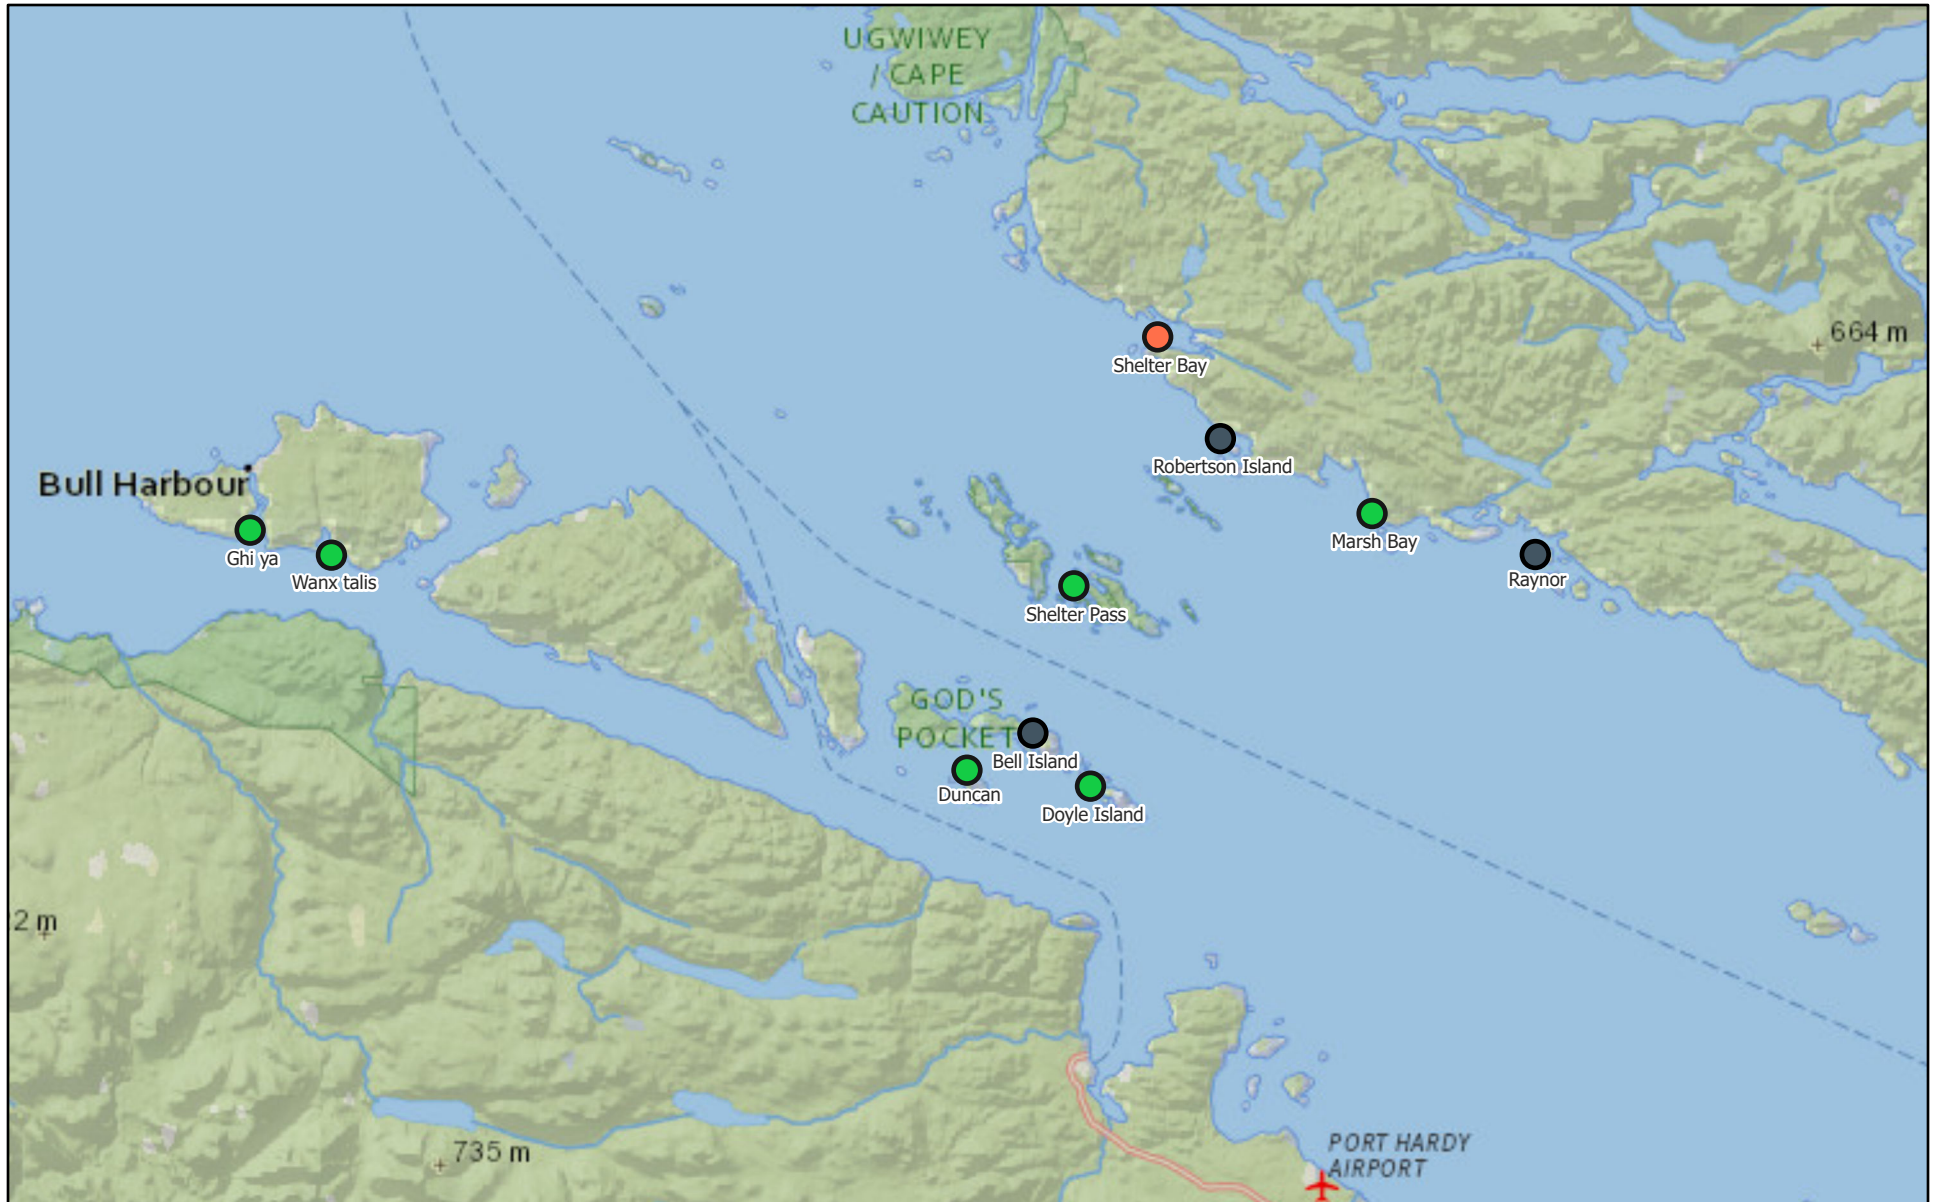 UGWIWEY
/ CAPE
CAUTION
664 m
Shelter Bay
Robertson Island
Bull Harbour
Marsh Bay
Ghi ya
Wanx talis
Raynor
Shelter Pass
GOD'S
POCKET
Bell Island
Duncan
Doyle Island
2 m
735 m
PORT HARDY
AIRPORT